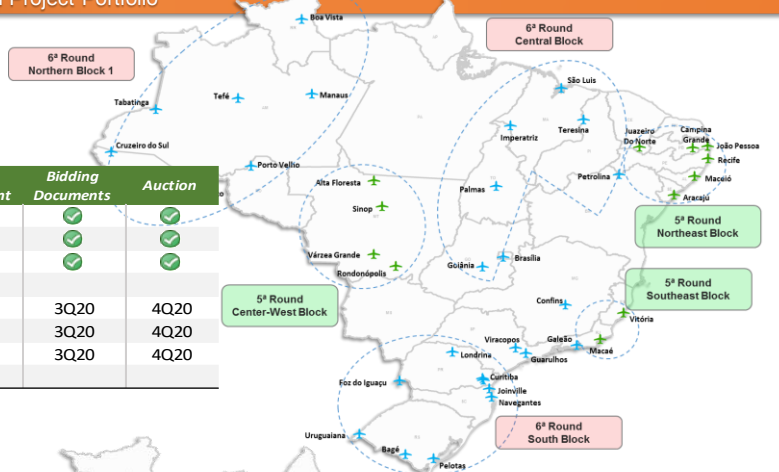 Project Portfolio
Boa Vista
6ª Round
Central Block
6ª Round
Northern Block 1
São Luis
Tefé
Manaus
Tabatinga
Imperatriz
Teresina
Juazeiro
Do Norte
Campina
Grande
João Pessoa
Cruzeiro do Sul
Recife
Porto Vellio
Petrolina
Maceió
Bidding
Documents
Auction
Alta Floresta
Palmas
Aracaju
Sinop
5ª Round
Northeast Block
Várzea Grande
Brasília
Goiânia
Rondonópolis
5ª Round
Southeast Block
5ª Round
Center-West Block
3Q20 4Q20
3Q20 4Q20
3Q20 4Q20
Confins
Vitória
Viracopos
Galeão
Macaé
Londrina
Guarulhos
Foz do Iguaçu
Curitiba
Joinville
Navegantes
6ª Round
South Block
Uruguaiana
Bagé
Pelotas